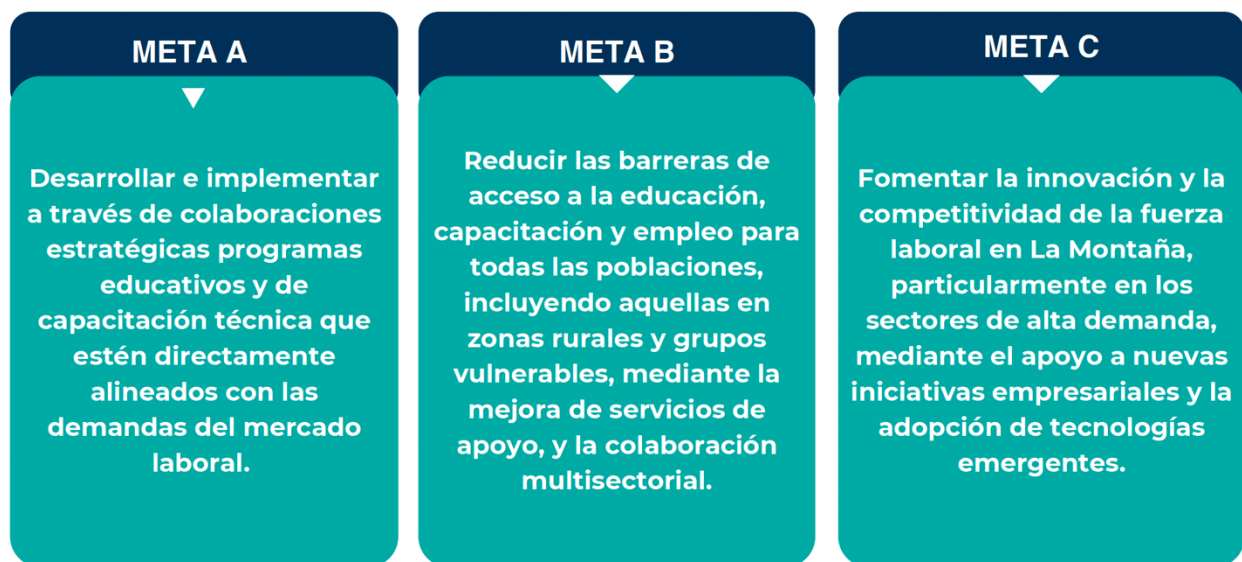 META A
Desarrollar e implementar
a través de colaboraciones
estratégicas programas
educativos y de
capacitación técnica que
estén directamente
alineados con las
demandas del mercado
laboral.
META B
Reducir las barreras de
acceso a la educación,
capacitación y empleo para
todas las poblaciones,
incluyendo aquellas en
zonas rurales y grupos
vulnerables, mediante la
mejora de servicios de
apoyo, y la colaboración
multisectorial.
META C
Fomentar la innovación y la
competitividad de la fuerza
laboral en La Montaña,
particularmente en los
sectores de alta demanda,
mediante el apoyo a nuevas
iniciativas empresariales y la
adopción de tecnologías
emergentes.